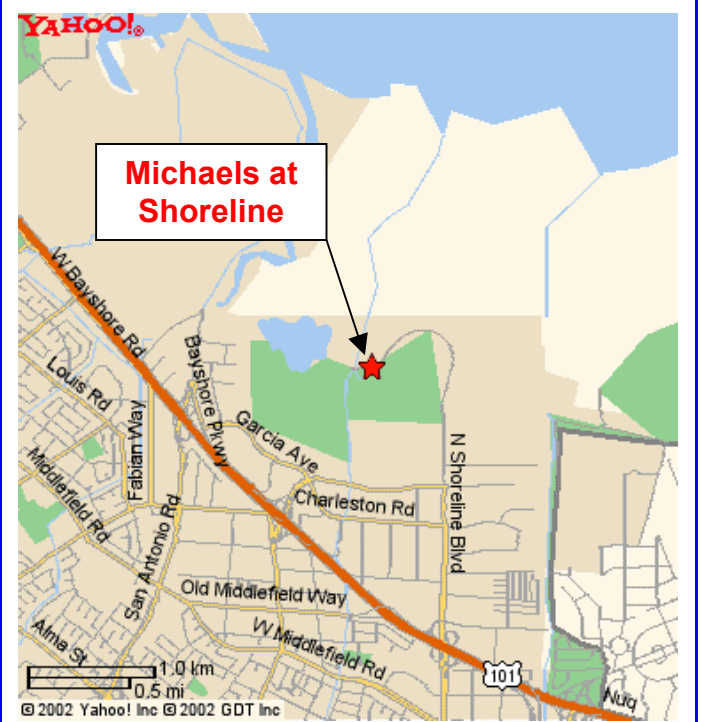 YAHOO!®
Michaels at
Shoreline
W Bayshore Rd
Bayshore Pkwy
Louis Rd
Fabian Way
Garcia Ave
Middlefield Rd
N Shoreline Blvd
Charleston Rd
San Antonio Rd
Old Middlefield Way
W Middlefield Rd
Alma St
1.0 km
101
0.5 mi
Nuq
© 2002 Yahoo! Inc © 2002 GDT Inc